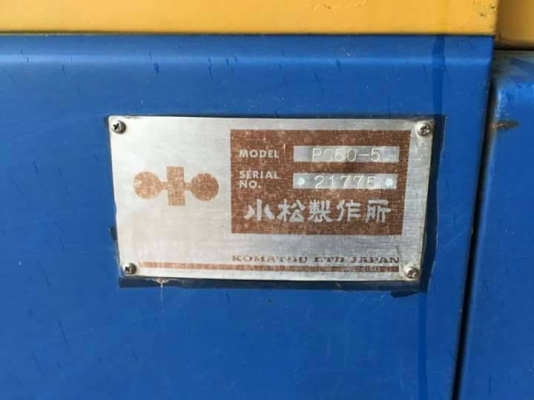 MODEL PC60-5
SERIAL NO. •21775•
小松製作所
KOMATSU LTD JAPAN